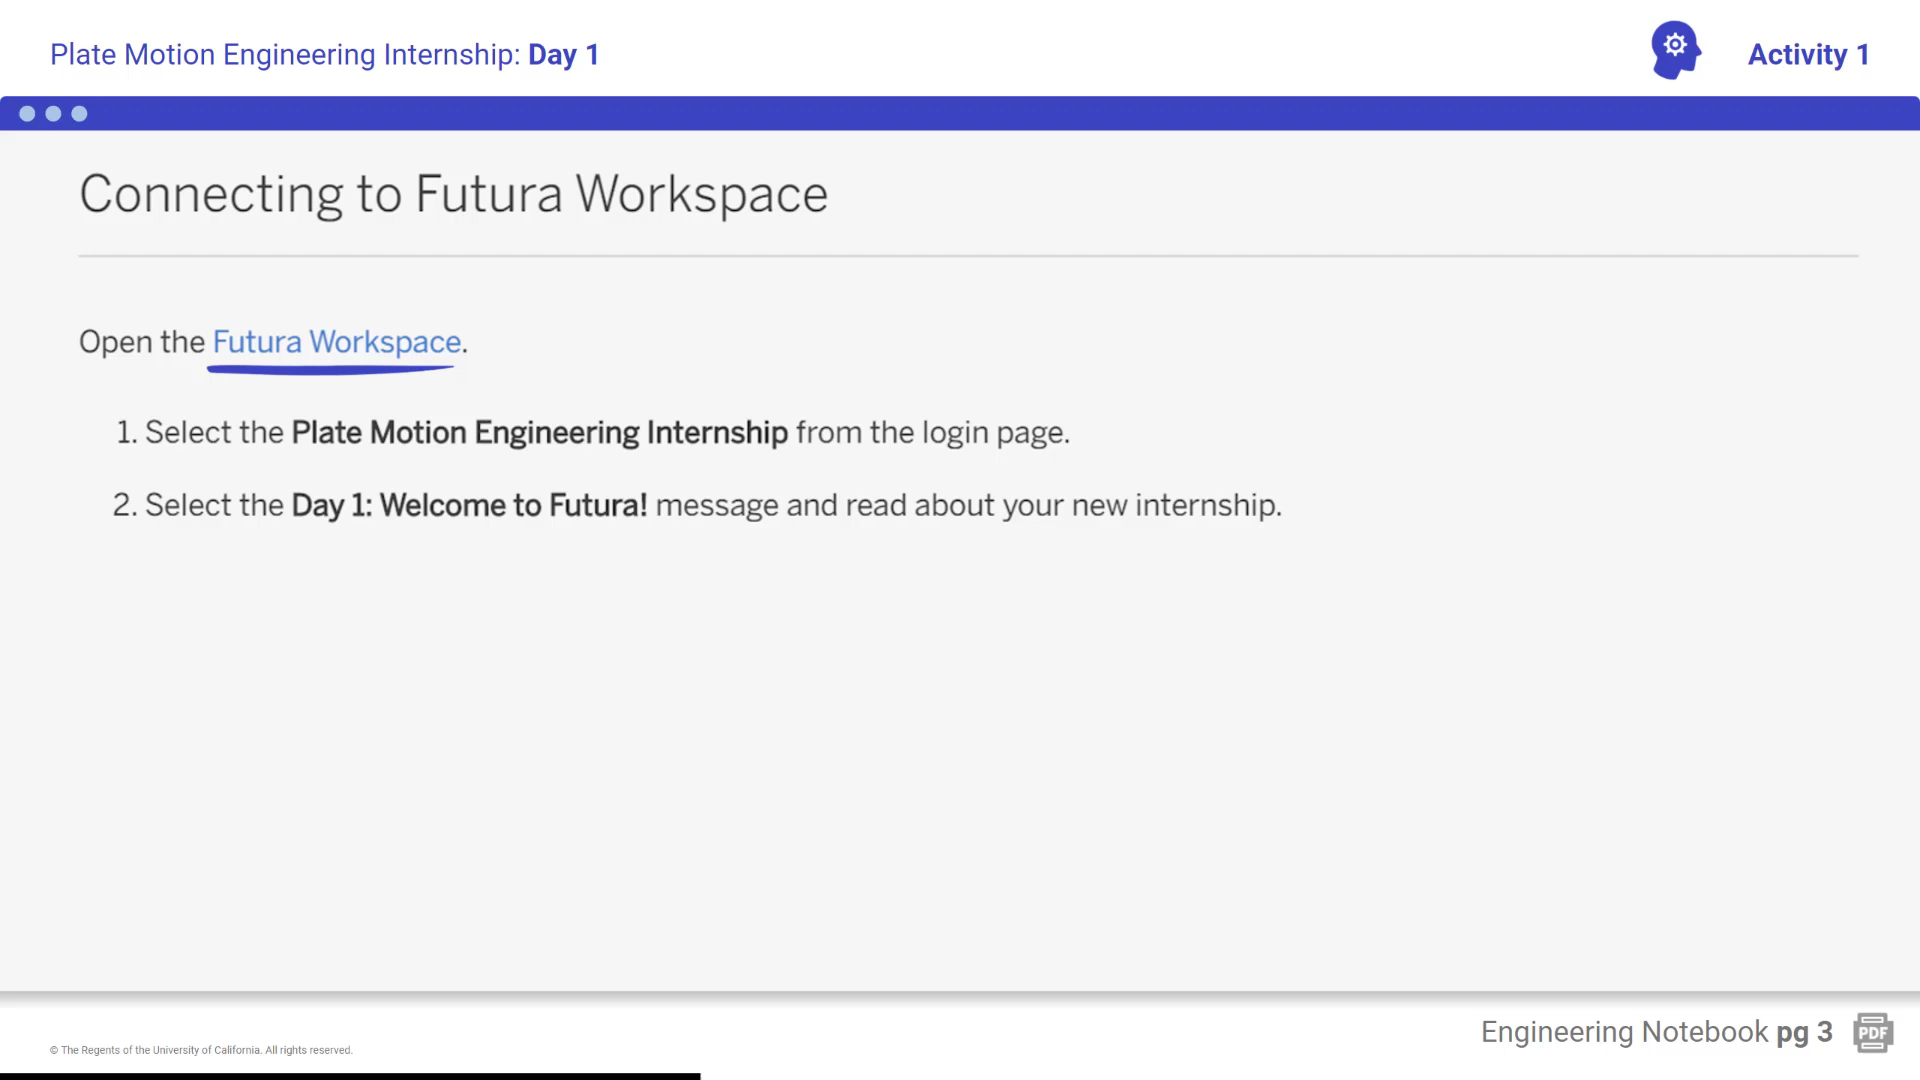 Plate Motion Engineering Internship: Day 1
Activity 1
Connecting to Futura Workspace
Open the Futura Workspace.
1. Select the Plate Motion Engineering Internship from the login page.
2. Select the Day 1: Welcome to Futura! message and read about your new internship.
Engineering Notebook pg 3
PDF
© The Regents of the University of California. All rights reserved.